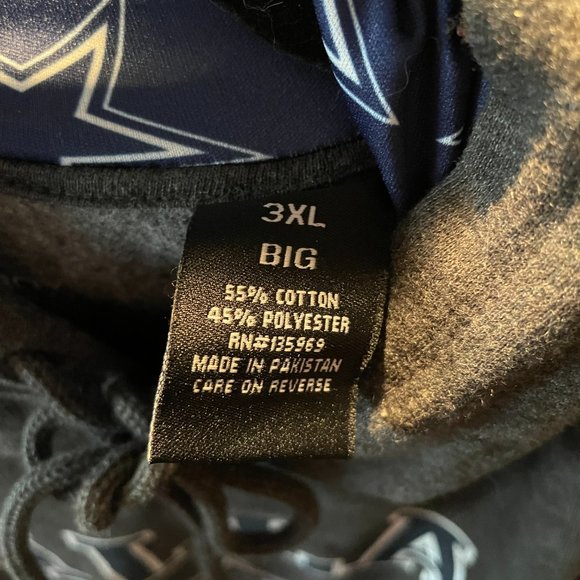 3XL
BIG
55% COTTON
45% POLYESTER
RN#135969
MADE IN PAKISTAN
CARE ON REVERSE